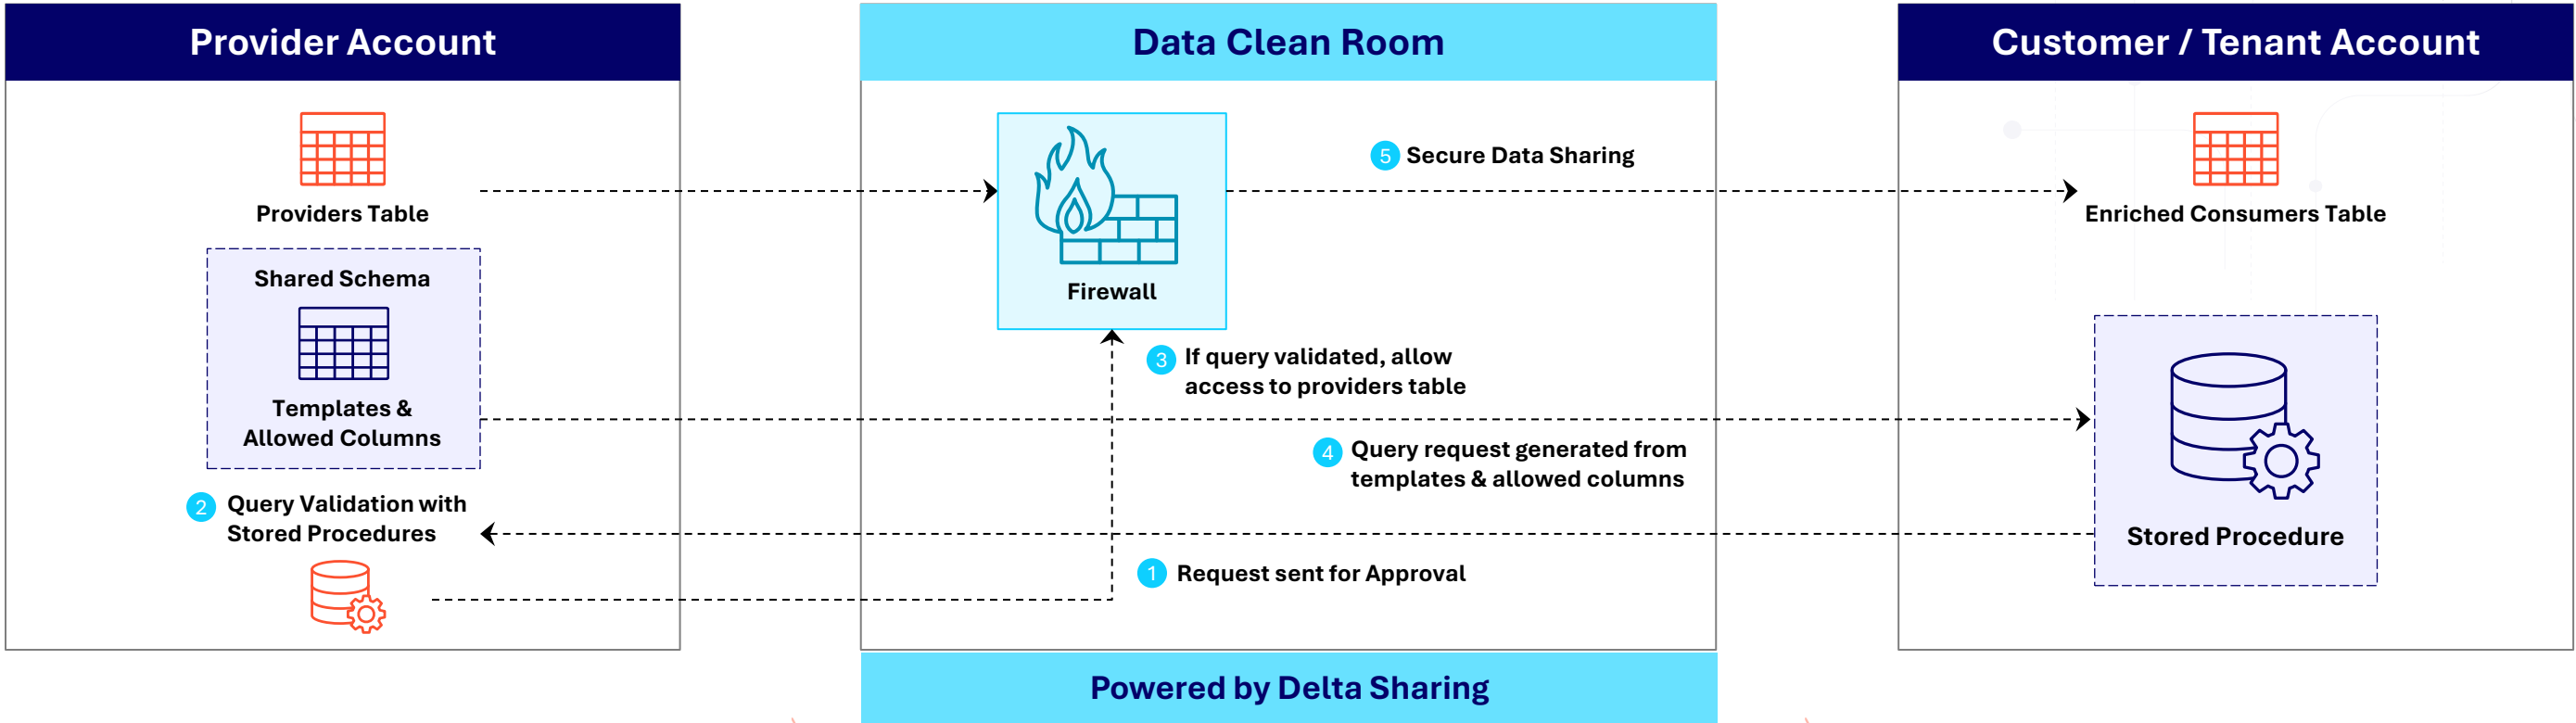 Provider Account
Providers Table
Shared Schema
Templates &
Allowed Columns
2
Query Validation with
Stored Procedures
Data Clean Room
Firewall
5 Secure Data Sharing
3 If query validated, allow
access to providers table
4 Query request generated from
templates & allowed columns
1 Request sent for Approval
Powered by Delta Sharing
Customer / Tenant Account
Enriched Consumers Table
Stored Procedure